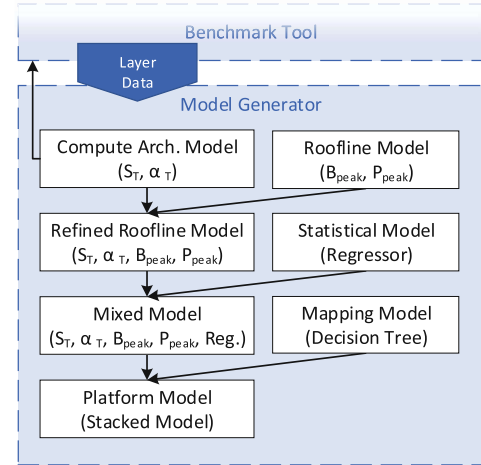 Benchmark Tool
Layer
Data
Model Generator
Compute Arch. Model
(S_T, α_T)
Roofline Model
(B_peak, P_peak)
Refined Roofline Model
(S_T, α_T, B_peak, P_peak)
Statistical Model
(Regressor)
Mixed Model
(S_T, α_T, B_peak, P_peak, Reg.)
Mapping Model
(Decision Tree)
Platform Model
(Stacked Model)